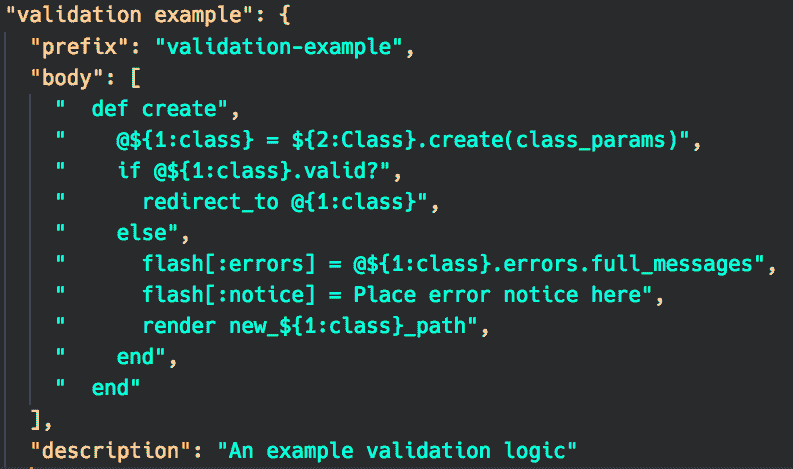 "validation example": {
"prefix": "validation-example",
"body": [
"  def create",
"    @${1:class} = ${2:Class}.create(class_params)",
"    if @${1:class}.valid?",
"      redirect_to @{1:class}",
"    else",
"      flash[:errors] = @${1:class}.errors.full_messages",
"      flash[:notice] = Place error notice here",
"      render new_${1:class}_path",
"    end",
"  end"
],
"description": "An example validation logic"